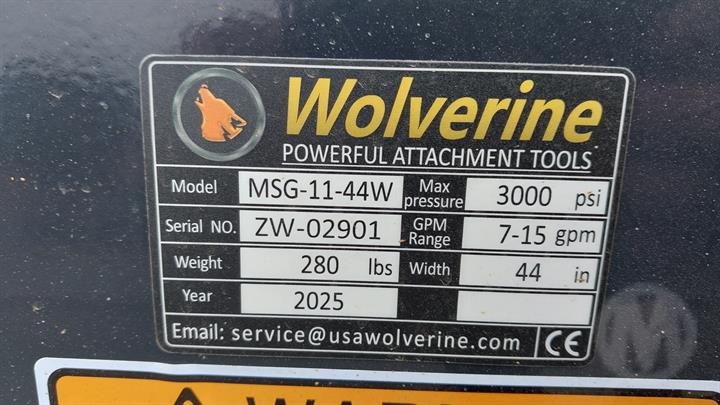 Wolverine
POWERFUL ATTACHMENT TOOLS
Model MSG-11-44W Max pressure 3000 psi
Serial NO. ZW-02901 GPM Range 7-15 gpm
Weight 280 lbs Width 44 in
Year 2025
Email: service@usawolverine.com CE